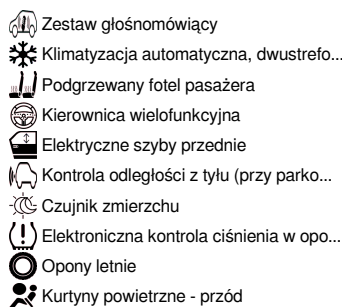 Zestaw głośnomówiący
Klimatyzacja automatyczna, dwustrefo...
Podgrzewany fotel pasażera
Kierownica wielofunkcyjna
Elektryczne szyby przednie
Kontrola odległości z tyłu (przy parko...
Czujnik zmierzchu
Elektroniczna kontrola ciśnienia w opo...
Opony letnie
Kurtyny powietrzne - przód